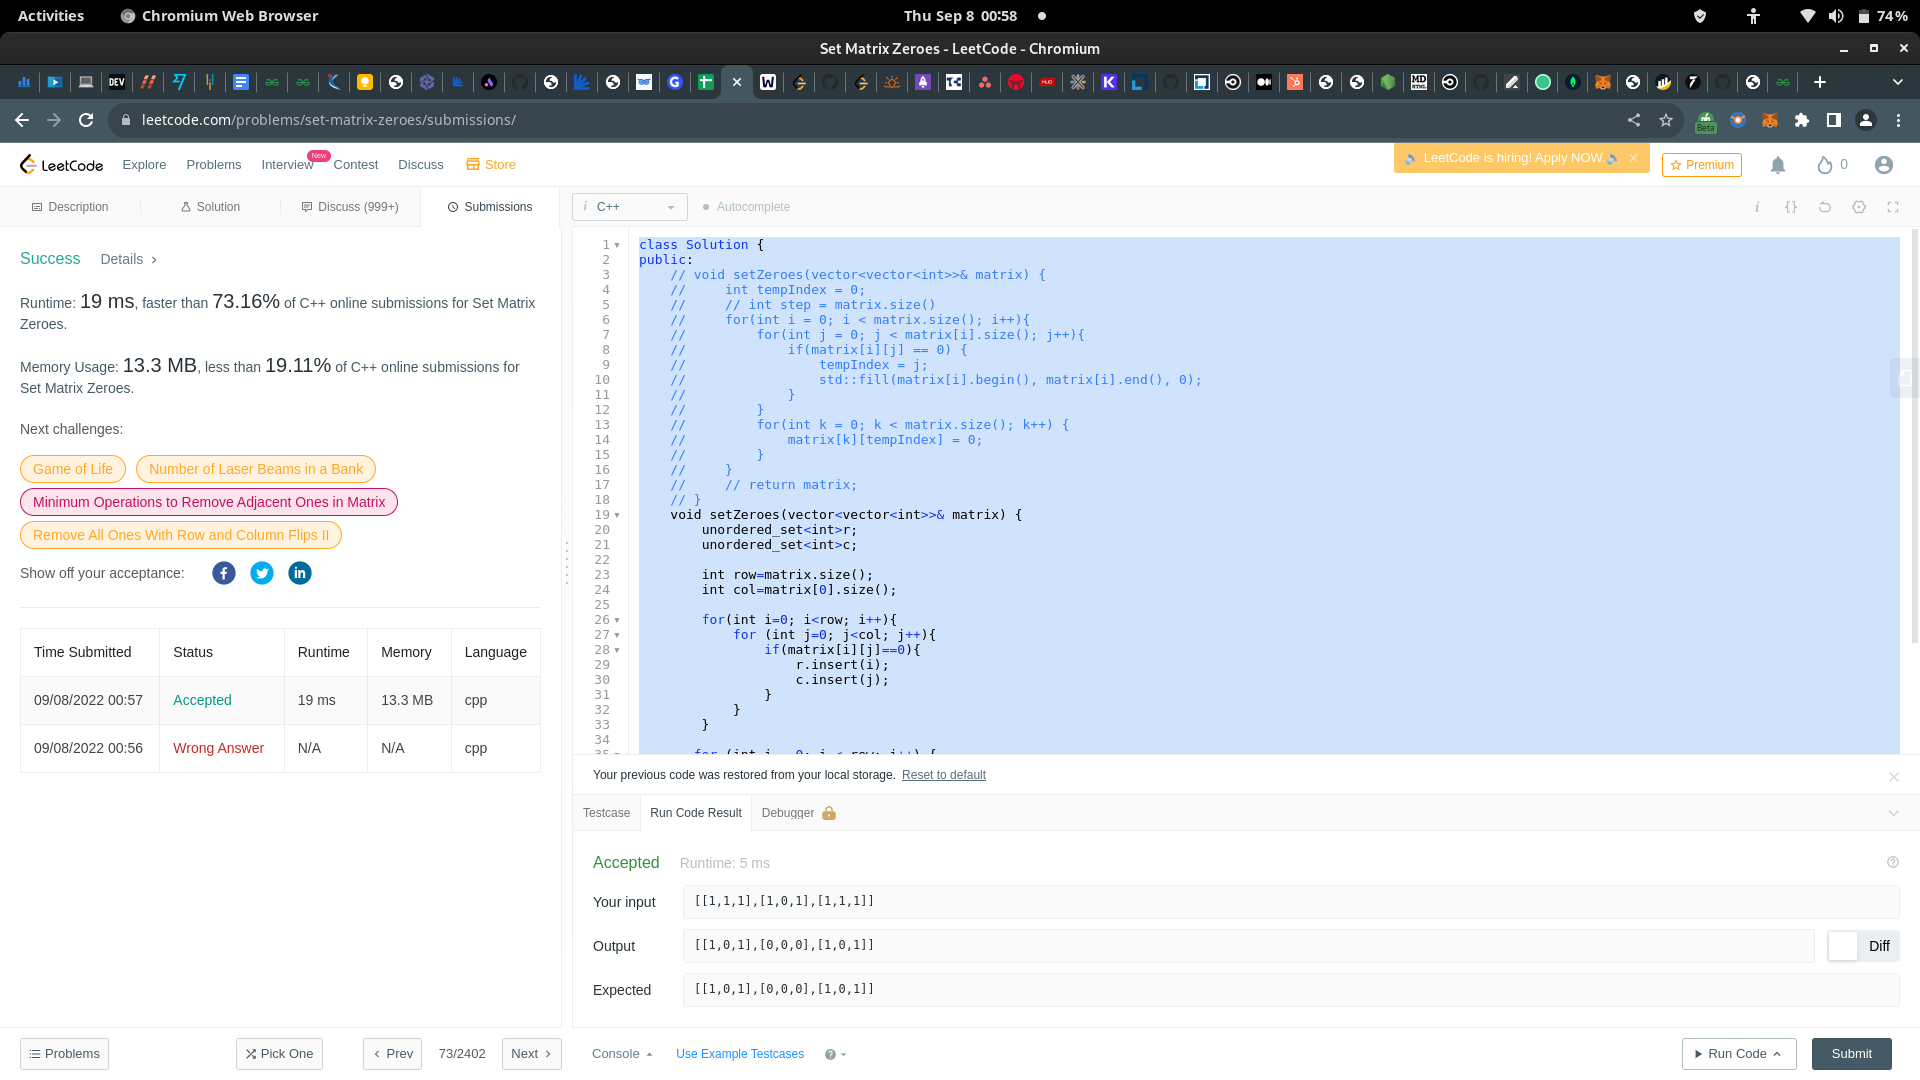 Activities
Chromium Web Browser
Thu Sep 8 00:58
74%
Set Matrix Zeroes - LeetCode - Chromium
leetcode.com/problems/set-matrix-zeroes/submissions/
Beta
LeetCode
Explore
Problems
Interview
New
Contest
Discuss
Store
LeetCode is hiring! Apply NOW.
Premium
0
Description
Solution
Discuss (999+)
Submissions
i C++
Autocomplete
Success
Details
Runtime: 19 ms, faster than 73.16% of C++ online submissions for Set Matrix
Zeroes.
Memory Usage: 13.3 MB, less than 19.11% of C++ online submissions for
Set Matrix Zeroes.
Next challenges:
Game of Life
Number of Laser Beams in a Bank
Minimum Operations to Remove Adjacent Ones in Matrix
Remove All Ones With Row and Column Flips II
Show off your acceptance:
Time Submitted Status Runtime Memory Language
09/08/2022 00:57 Accepted 19 ms 13.3 MB cpp
09/08/2022 00:56 Wrong Answer N/A N/A cpp
1 class Solution {
2 public:
3 // void setZeroes(vector<vector<int>>& matrix) {
4 // int tempIndex = 0;
5 // // int step = matrix.size()
6 // for(int i = 0; i < matrix.size(); i++){
7 // for(int j = 0; j < matrix[i].size(); j++){
8 // if(matrix[i][j] == 0) {
9 // tempIndex = j;
10 // std::fill(matrix[i].begin(), matrix[i].end(), 0);
11 // }
12 // }
13 // for(int k = 0; k < matrix.size(); k++) {
14 // matrix[k][tempIndex] = 0;
15 // }
16 // }
17 // // return matrix;
18 // }
19 void setZeroes(vector<vector<int>>& matrix) {
20 unordered_set<int>r;
21 unordered_set<int>c;
22
23 int row=matrix.size();
24 int col=matrix[0].size();
25
26 for(int i=0; i<row; i++){
27 for (int j=0; j<col; j++){
28 if(matrix[i][j]==0){
29 r.insert(i);
30 c.insert(j);
31 }
32 }
33 }
34
35 for (int i = 0; i < row; i++) {
Your previous code was restored from your local storage. Reset to default
Testcase
Run Code Result
Debugger
Accepted
Runtime: 5 ms
Your input
[[1,1,1],[1,0,1],[1,1,1]]
Output
[[1,0,1],[0,0,0],[1,0,1]]
Diff
Expected
[[1,0,1],[0,0,0],[1,0,1]]
Problems
Pick One
Prev
73/2402
Next
Console
Use Example Testcases
Run Code
Submit